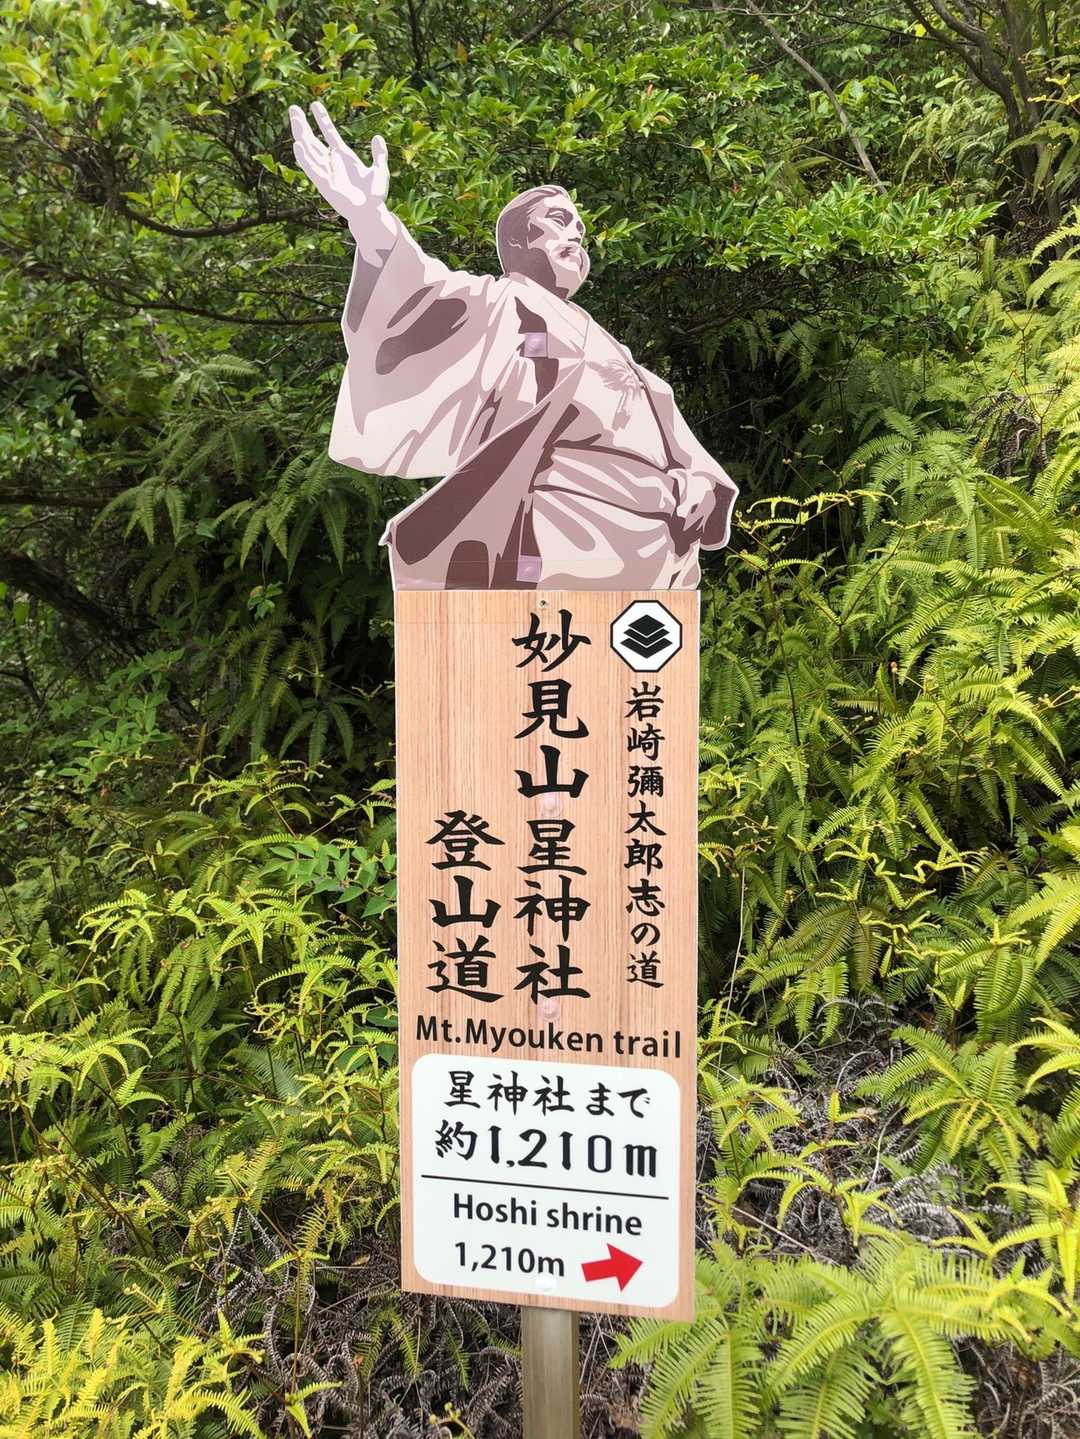 岩崎彌太郎志の道
妙見山星神社
登山道
Mt.Myouken trail
星神社まで
約1,210m
Hoshi shrine
1,210m